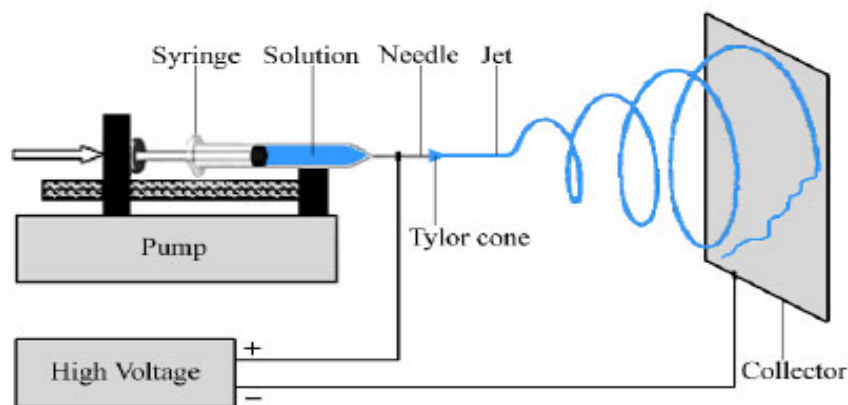 Syringe Solution Needle Jet
Tylor cone
Pump
Collector
High Voltage
+
−